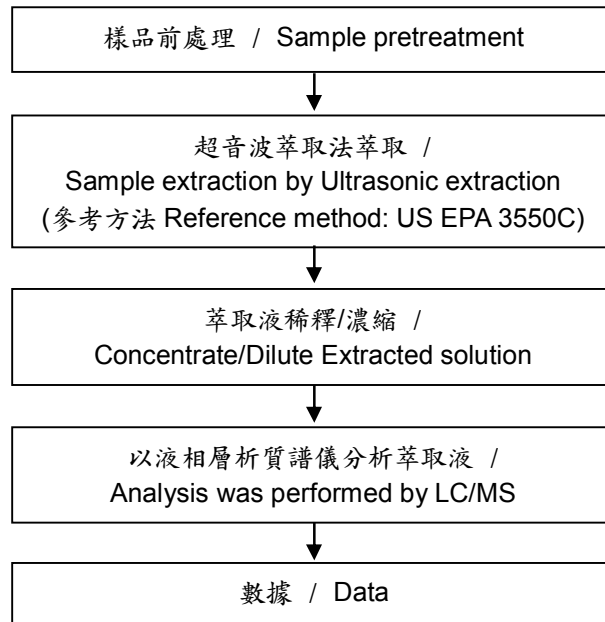 樣品前處理 / Sample pretreatment
超音波萃取法萃取 /
Sample extraction by Ultrasonic extraction
(參考方法 Reference method: US EPA 3550C)
萃取液稀釋/濃縮 /
Concentrate/Dilute Extracted solution
以液相層析質譜儀分析萃取液 /
Analysis was performed by LC/MS
數據 / Data